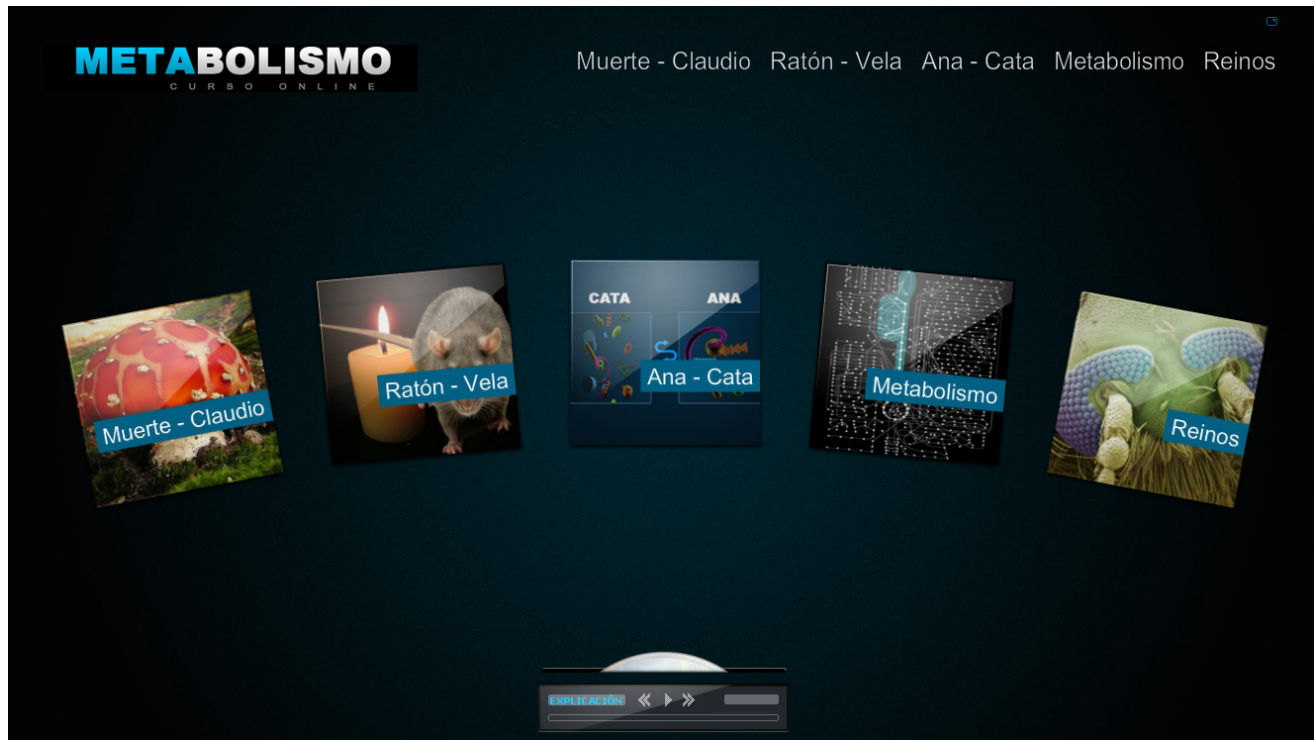 METABOLISMO
CURSO ONLINE
Muerte - Claudio Ratón - Vela Ana - Cata Metabolismo Reinos
CATA ANA
Muerte - Claudio
Ratón - Vela
Ana - Cata
Metabolismo
Reinos
EXPLICACIÓN